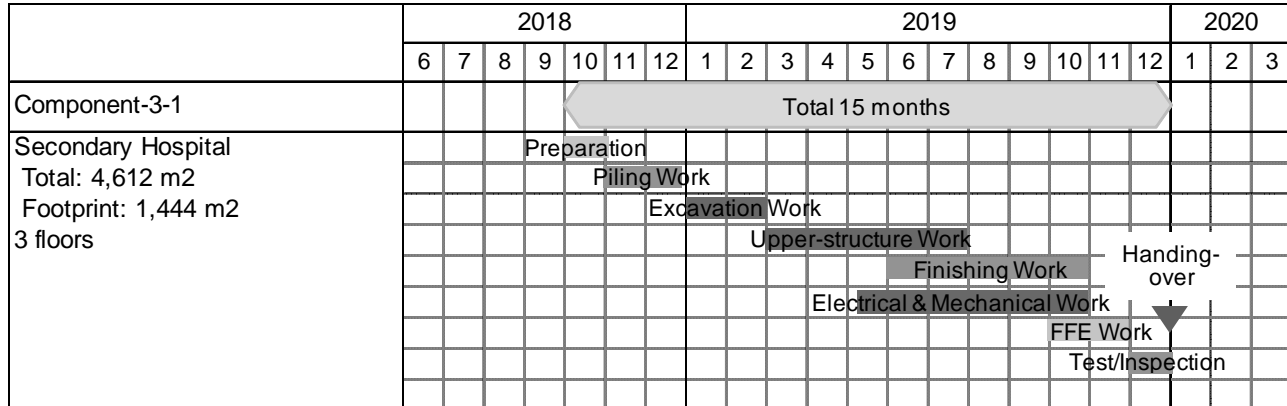 2018 2019 2020
6 7 8 9 10 11 12 1 2 3 4 5 6 7 8 9 10 11 12 1 2 3
Component-3-1 Total 15 months
Secondary Hospital Preparation
Total: 4,612 m2 Piling Work
Footprint: 1,444 m2 Excavation Work
3 floors Upper-structure Work
Handing-
over
Finishing Work
Electrical & Mechanical Work
FFE Work
Test/Inspection